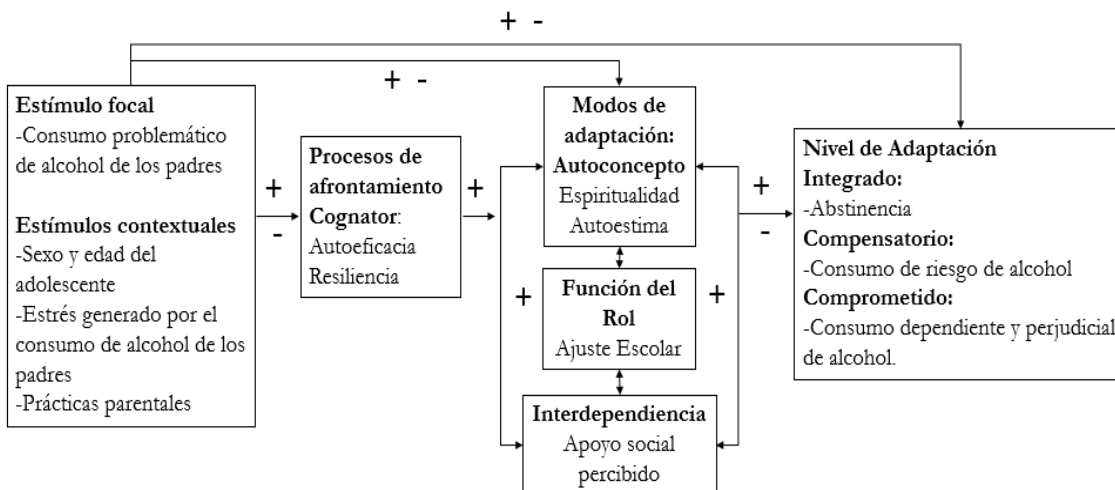 + -
+ -
Estímulo focal
-Consumo problemático
de alcohol de los padres
Estímulos contextuales
-Sexo y edad del
adolescente
-Estrés generado por el
consumo de alcohol de los
padres
-Prácticas parentales
+
-
Procesos de
afrontamiento
Cognator:
Autoeficacia
Resiliencia
+
+
Modos de
adaptación:
Autoconcepto
Espiritualidad
Autoestima
Función del
Rol
Ajuste Escolar
Interdependiencia
Apoyo social
percibido
+
+
-
Nivel de Adaptación
Integrado:
-Abstinencia
Compensatorio:
-Consumo de riesgo de alcohol
Comprometido:
-Consumo dependiente y perjudicial
de alcohol.